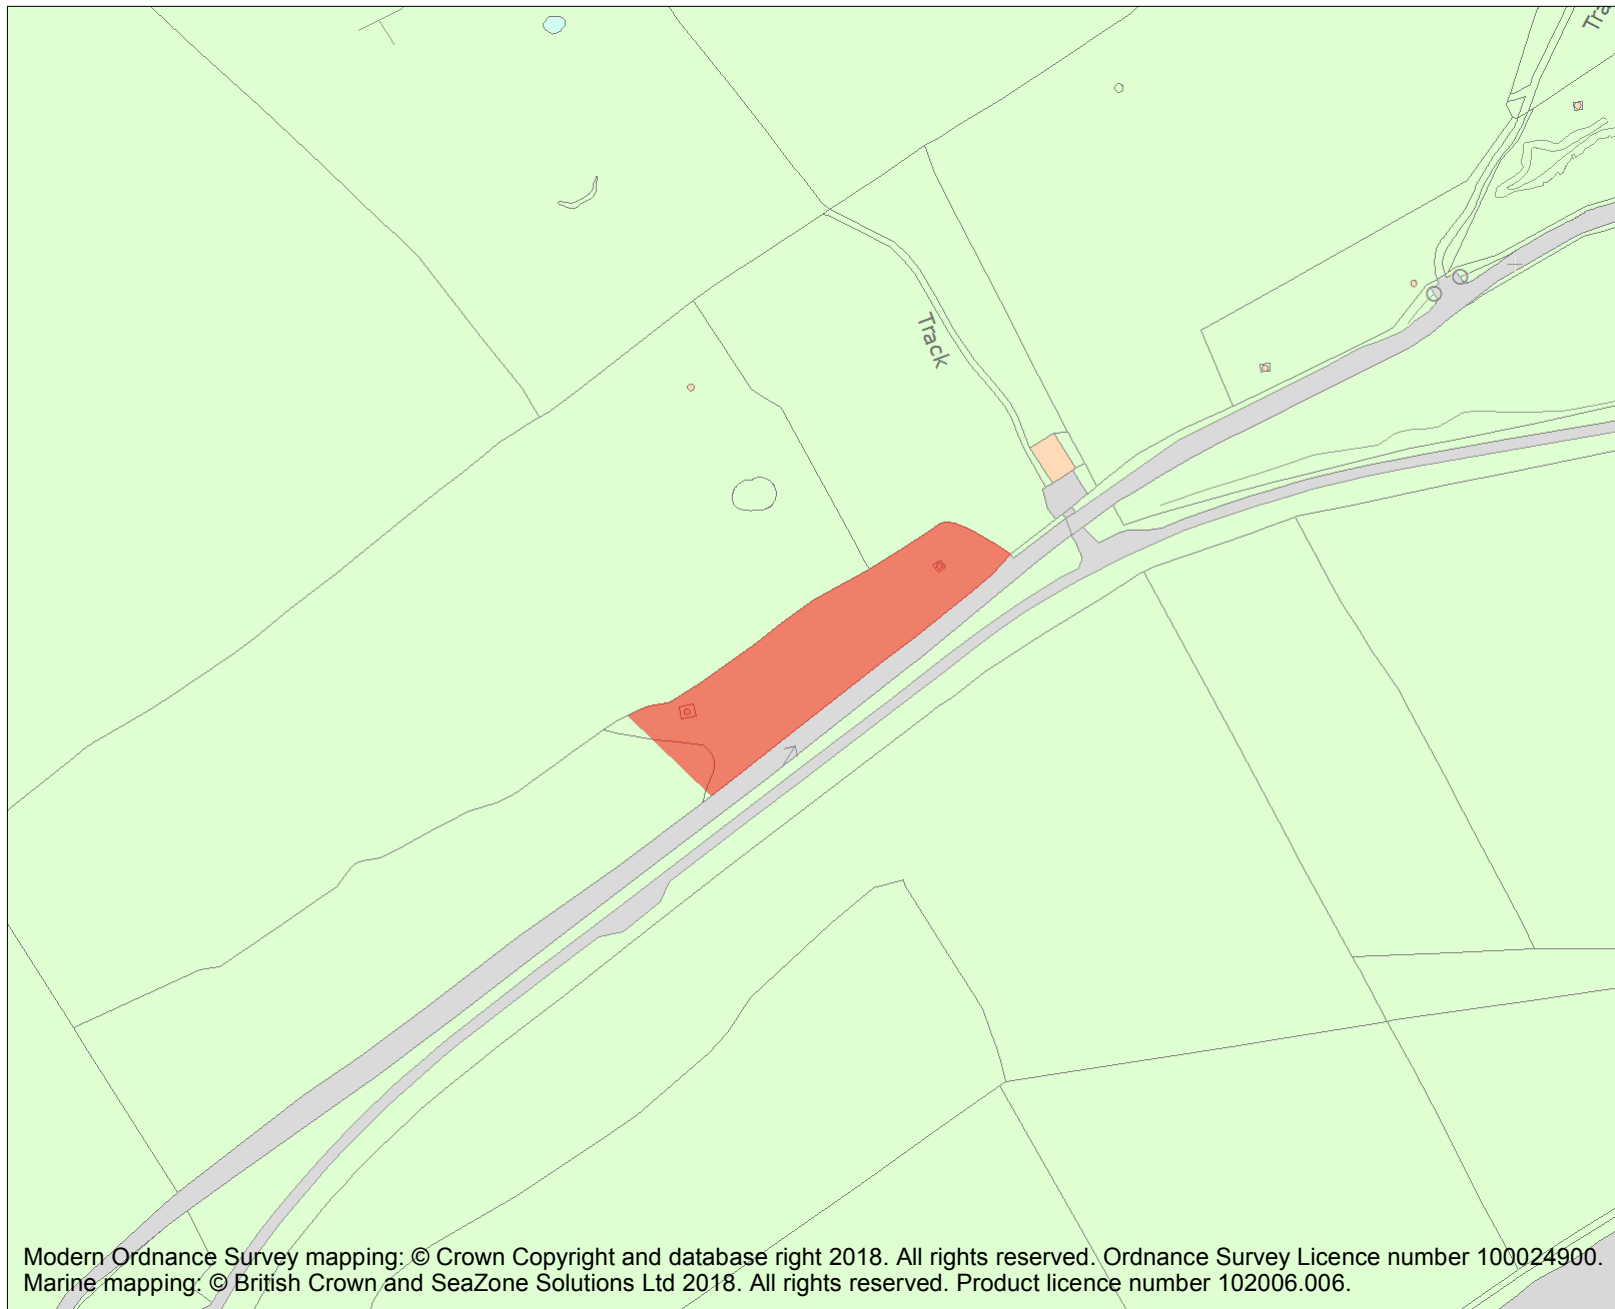 Tra
Track
Modern Ordnance Survey mapping: © Crown Copyright and database right 2018. All rights reserved. Ordnance Survey Licence number 100024900.
Marine mapping: © British Crown and SeaZone Solutions Ltd 2018. All rights reserved. Product licence number 102006.006.